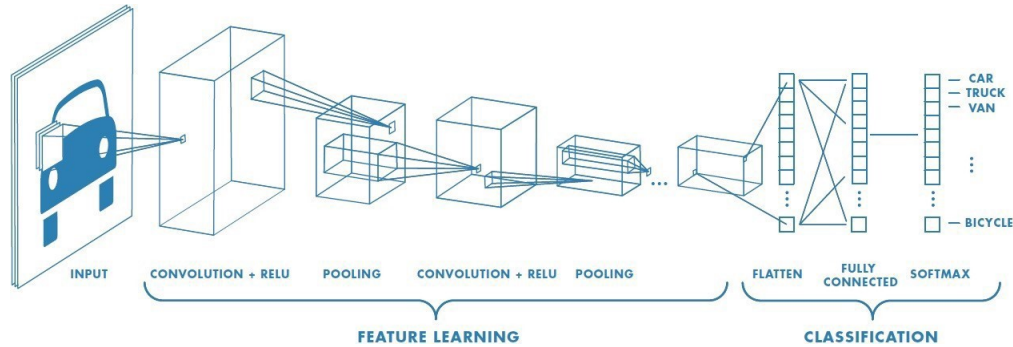 CAR
TRUCK
VAN
BICYCLE
INPUT
CONVOLUTION + RELU
POOLING
CONVOLUTION + RELU
POOLING
FLATTEN
FULLY
CONNECTED
SOFTMAX
FEATURE LEARNING
CLASSIFICATION